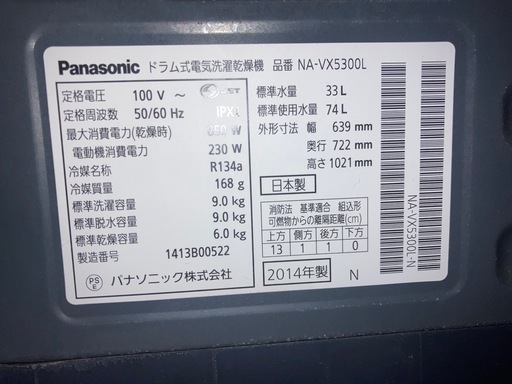 Panasonic ドラム式電気洗濯乾燥機 品番 NA-VX5300L
定格電圧 100 V ~
定格周波数 50/60 Hz
最大消費電力(乾燥時) W
電動機消費電力 230 W
冷媒名称 R134a
冷媒質量 168 g
標準洗濯容量 9.0 kg
標準脱水容量 9.0 kg
標準乾燥容量 6.0 kg
製造番号 1413B00522
PS E パナソニック株式会社
標準水量 33 L
標準使用水量 74 L
外形寸法 幅 639 mm
奥行 722 mm
高さ 1021 mm
日本製
消防法 基準適合 組込形
可燃物からの離隔距離(cm)
上方 側方 後方 下方
13 1 1 0
2014年製 N
NA-VX5300L-N